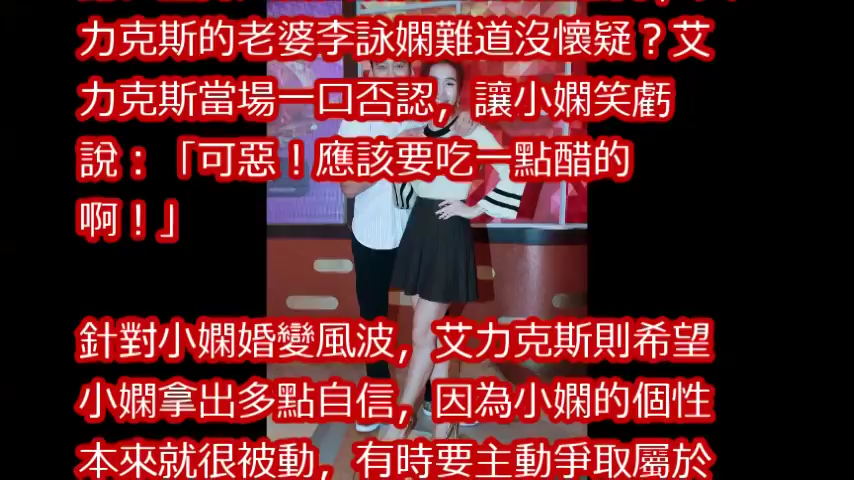 力克斯的老婆李詠嫻難道沒懷疑？艾
力克斯當場一口否認，讓小嫻笑虧
說：「可惡！應該要吃一點醋的
啊！」
針對小嫻婚變風波，艾力克斯則希望
小嫻拿出多點自信，因為小嫻的個性
本來就很被動，有時要主動爭取屬於